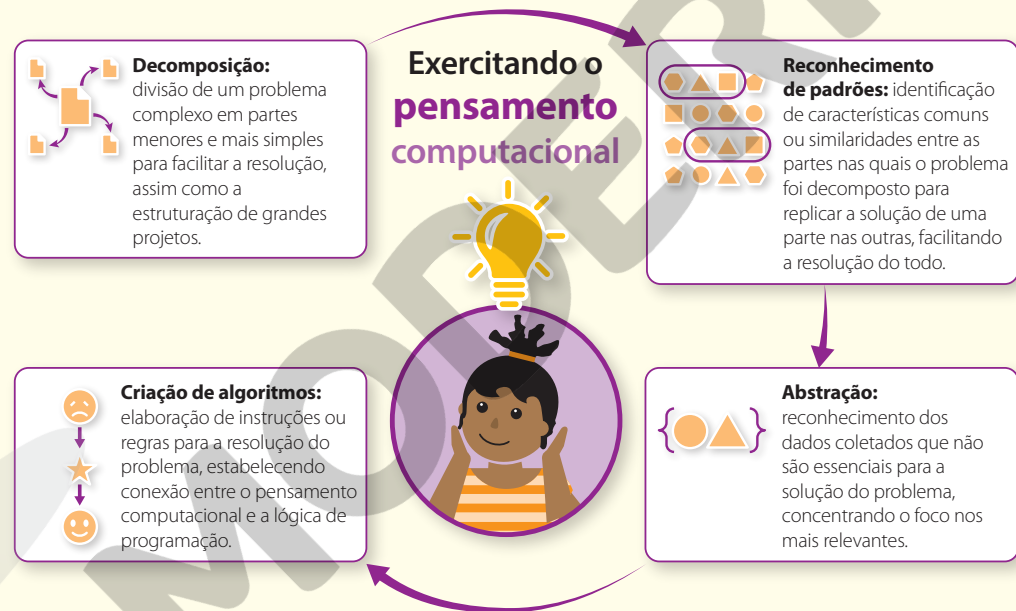 Exercitando o
pensamento
computacional
Decomposição:
divisão de um problema
complexo em partes
menores e mais simples
para facilitar a resolução,
assim como a
estruturação de grandes
projetos.
Reconhecimento
de padrões: identificação
de características comuns
ou similaridades entre as
partes nas quais o problema
foi decomposto para
replicar a solução de uma
parte nas outras, facilitando
a resolução do todo.
Abstração:
reconhecimento dos
dados coletados que não
são essenciais para a
solução do problema,
concentrando o foco nos
mais relevantes.
Criação de algoritmos:
elaboração de instruções ou
regras para a resolução do
problema, estabelecendo
conexão entre o pensamento
computacional e a lógica de
programação.